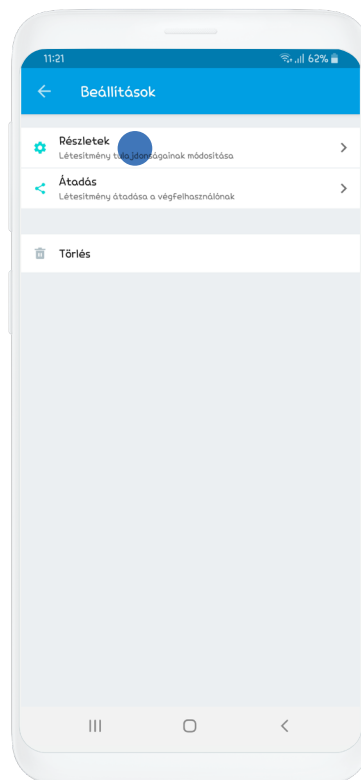 11:21 62%
Beállítások
Részletek
Létesítmény tulajdonságainak módosítása
Átadás
Létesítmény átadása a végfelhasználónak
Törlés